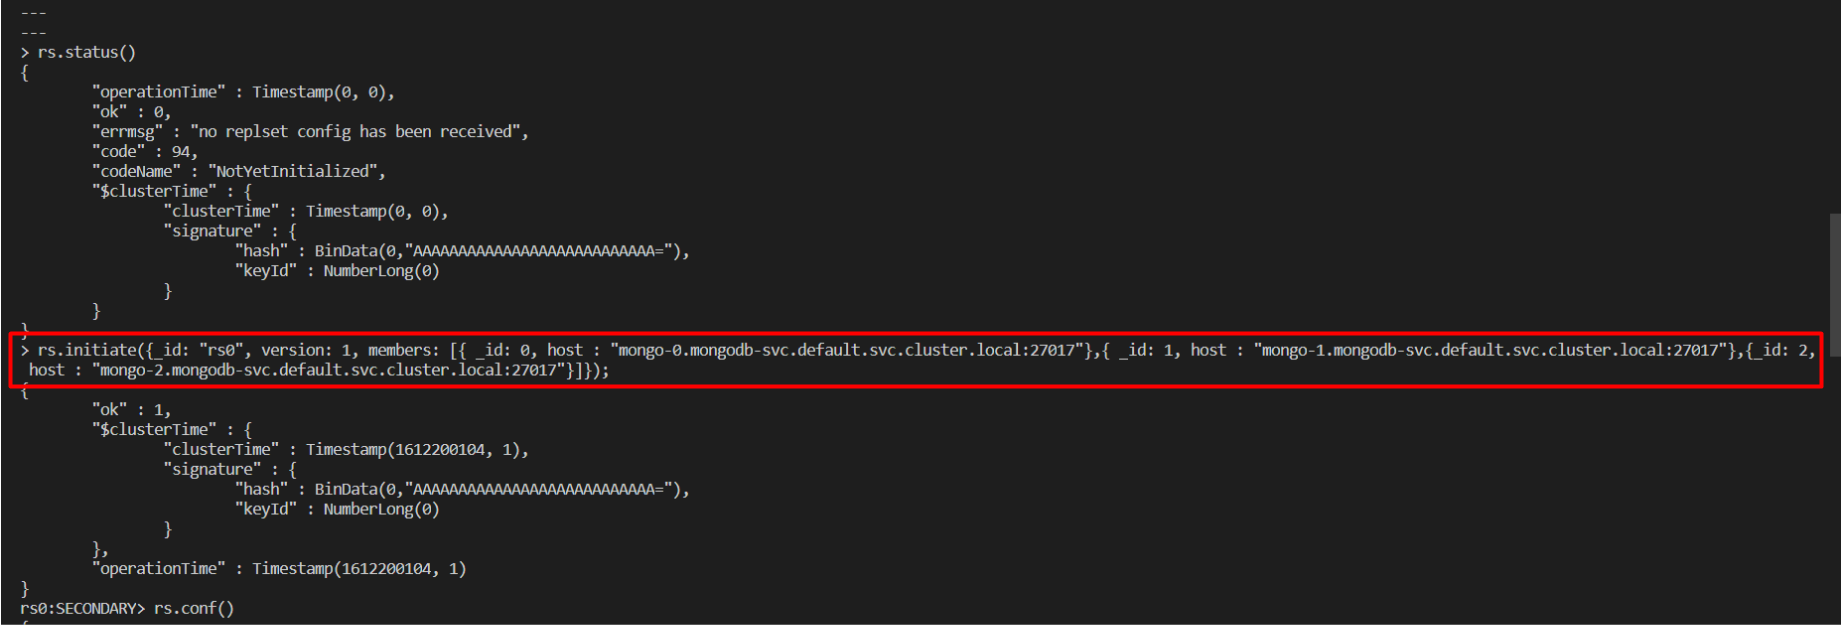 ---
---
> rs.status()
{
"operationTime" : Timestamp(0, 0),
"ok" : 0,
"errmsg" : "no replset config has been received",
"code" : 94,
"codeName" : "NotYetInitialized",
"$clusterTime" : {
"clusterTime" : Timestamp(0, 0),
"signature" : {
"hash" : BinData(0,"AAAAAAAAAAAAAAAAAAAAAAAAAAA="),
"keyId" : NumberLong(0)
}
}
}
> rs.initiate({_id: "rs0", version: 1, members: [{ _id: 0, host : "mongo-0.mongodb-svc.default.svc.cluster.local:27017"},{ _id: 1, host : "mongo-1.mongodb-svc.default.svc.cluster.local:27017"},{_id: 2,
host : "mongo-2.mongodb-svc.default.svc.cluster.local:27017"}]});
{
"ok" : 1,
"$clusterTime" : {
"clusterTime" : Timestamp(1612200104, 1),
"signature" : {
"hash" : BinData(0,"AAAAAAAAAAAAAAAAAAAAAAAAAAA="),
"keyId" : NumberLong(0)
}
},
"operationTime" : Timestamp(1612200104, 1)
}
rs0:SECONDARY> rs.conf()
{